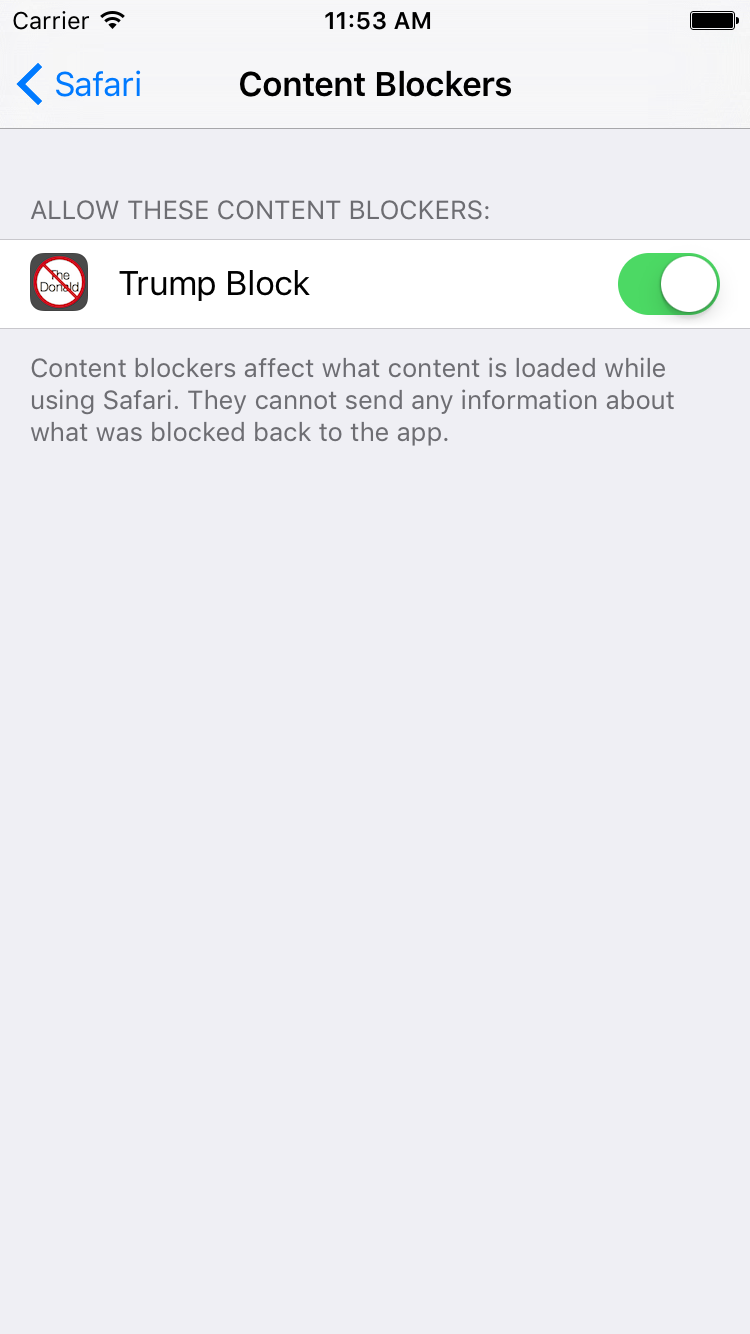 Carrier 11:53 AM
Safari Content Blockers
ALLOW THESE CONTENT BLOCKERS:
The
Donald
Trump Block
Content blockers affect what content is loaded while
using Safari. They cannot send any information about
what was blocked back to the app.